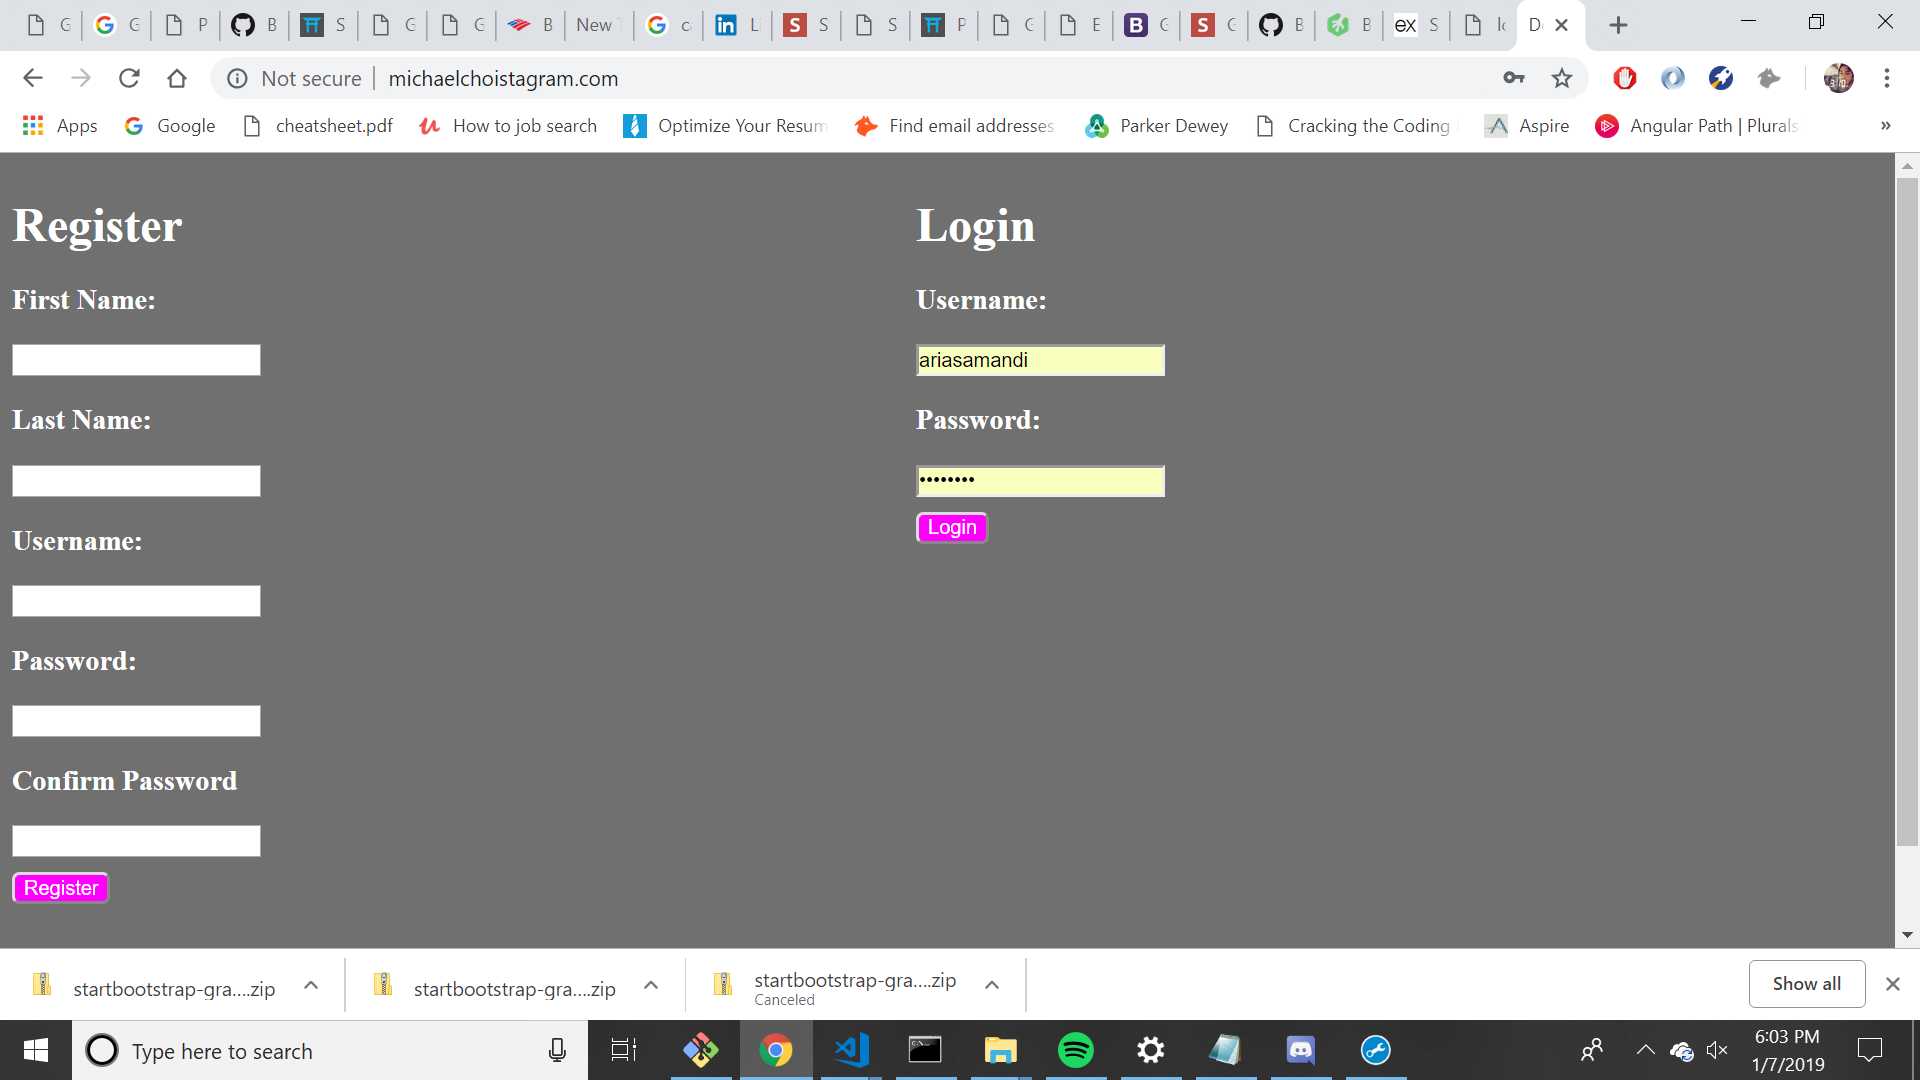 G G P B S G G B New c L S S P G E G S G B B S lo D
Not secure michaelchoistagram.com
Apps Google cheatsheet.pdf How to job search Optimize Your Resum Find email addresses Parker Dewey Cracking the Coding Aspire Angular Path | Plurals »
Register
First Name:
Last Name:
Username:
Password:
Confirm Password
Register
Login
Username:
ariasamandi
Password:
••••••••
Login
startbootstrap-gra....zip
startbootstrap-gra....zip
startbootstrap-gra....zip
Canceled
Show all
Type here to search
6:03 PM
1/7/2019